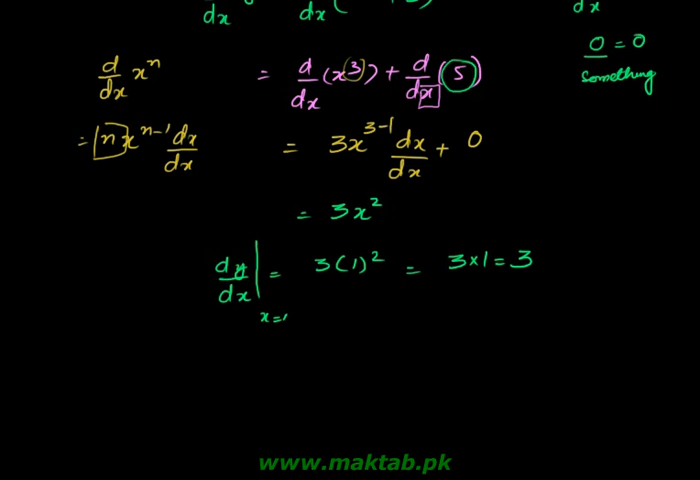 d/dx x^n = d/dx (x^3) + d/dx (5)
0/something = 0
= n x^(n-1) dx/dx = 3x^(3-1) dx/dx + 0
= 3x^2
dy/dx |x=1 = 3(1)^2 = 3×1 = 3
www.maktab.pk